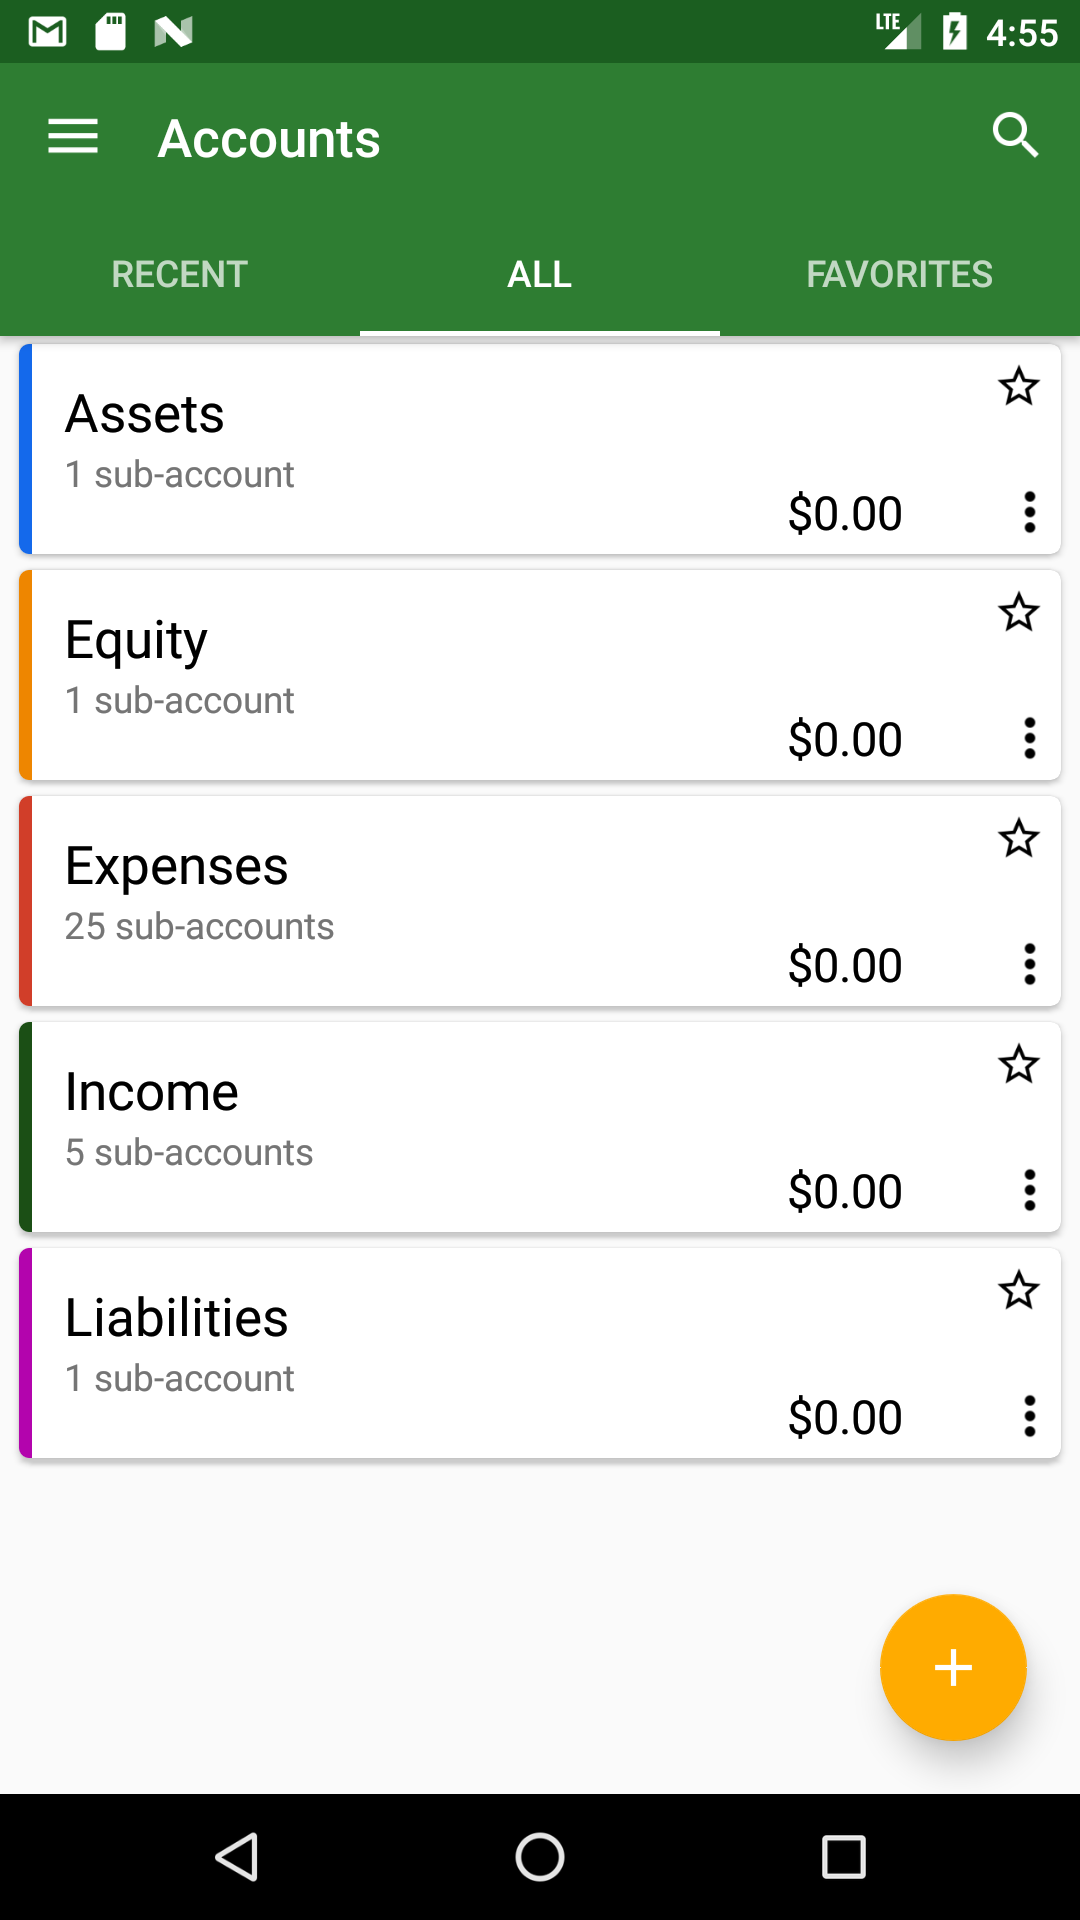 LTE 4:55
Accounts
RECENT ALL FAVORITES
Assets
1 sub-account
$0.00
Equity
1 sub-account
$0.00
Expenses
25 sub-accounts
$0.00
Income
5 sub-accounts
$0.00
Liabilities
1 sub-account
$0.00